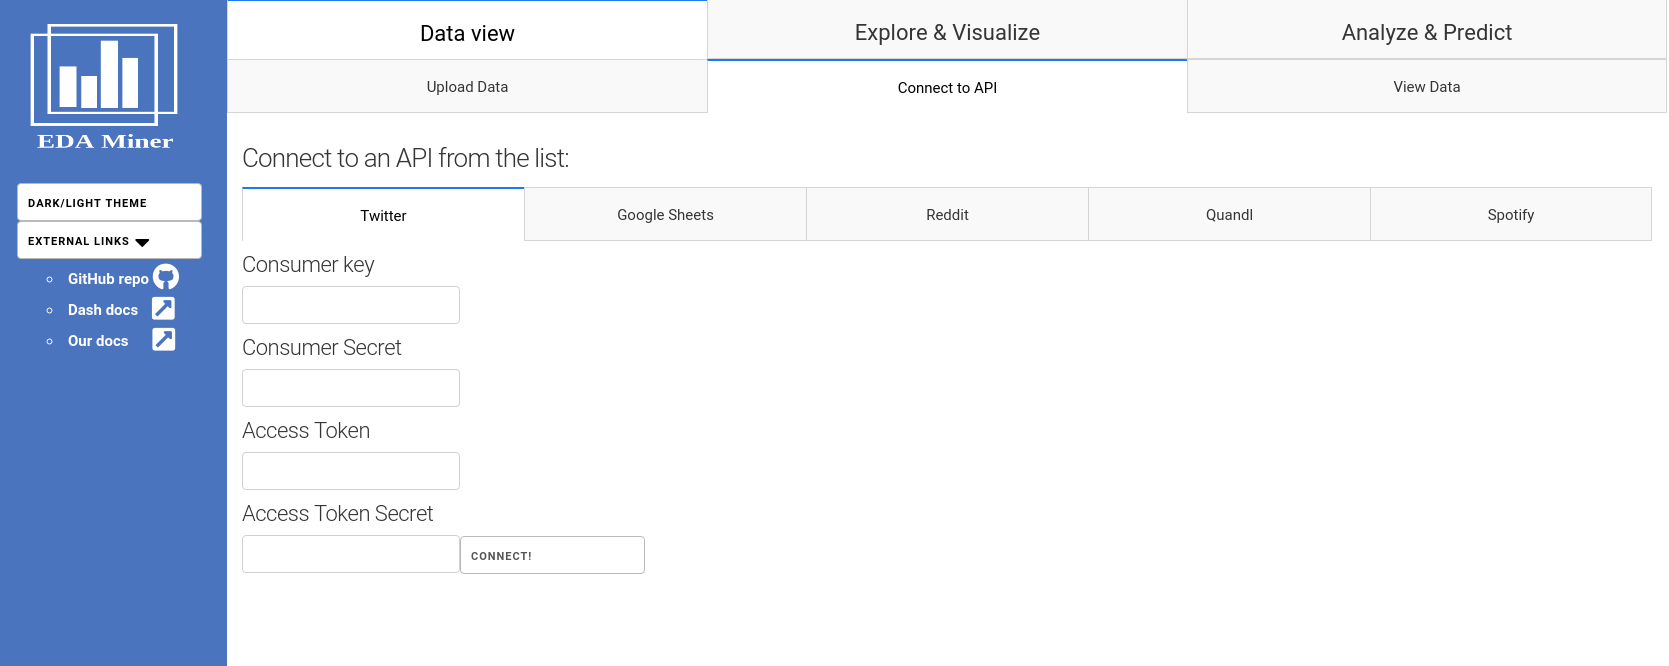 EDA Miner
DARK/LIGHT THEME
EXTERNAL LINKS
GitHub repo
Dash docs
Our docs
Data view
Explore & Visualize
Analyze & Predict
Upload Data
Connect to API
View Data
Connect to an API from the list:
Twitter
Google Sheets
Reddit
Quandl
Spotify
Consumer key
Consumer Secret
Access Token
Access Token Secret
CONNECT!